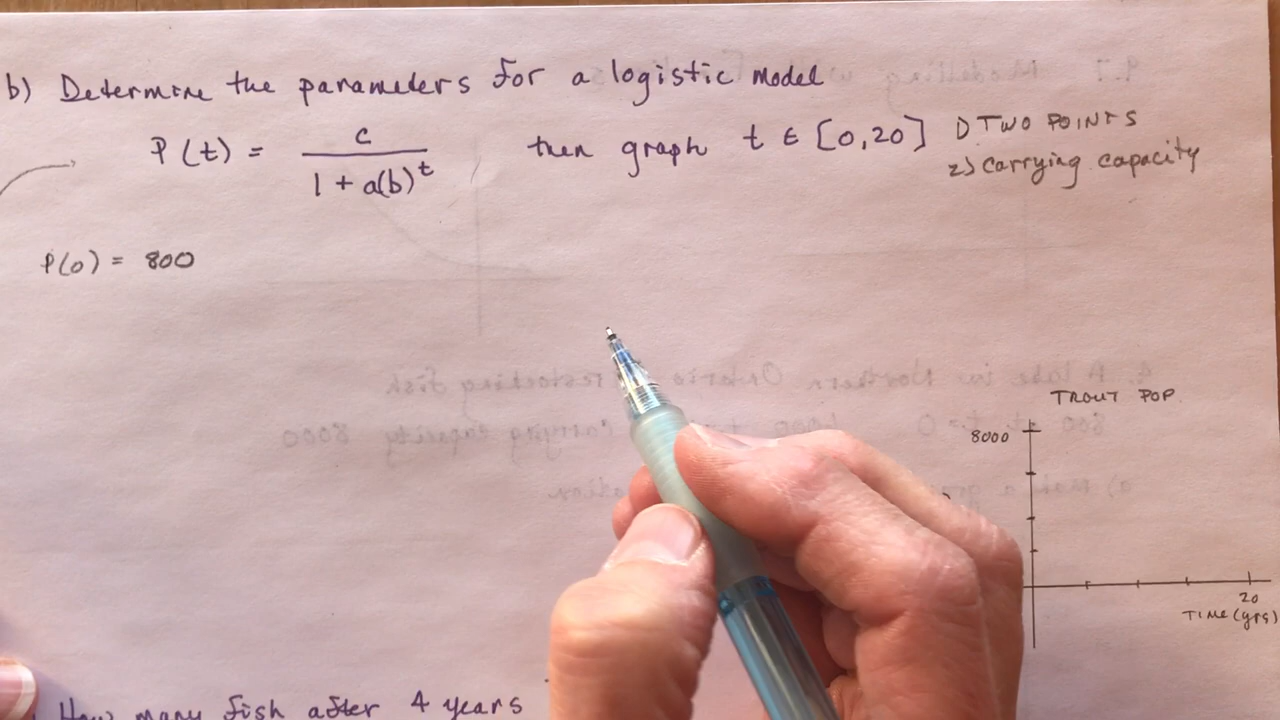 b) Determine the parameters for a logistic model
P(t) = c / 1 + a(b)^t then graph t ∈ [0,20] 1) TWO POINTS
2) Carrying capacity
P(0) = 800
TROUT POP.
8000
20
TIME (yrs)
How many fish after 4 years